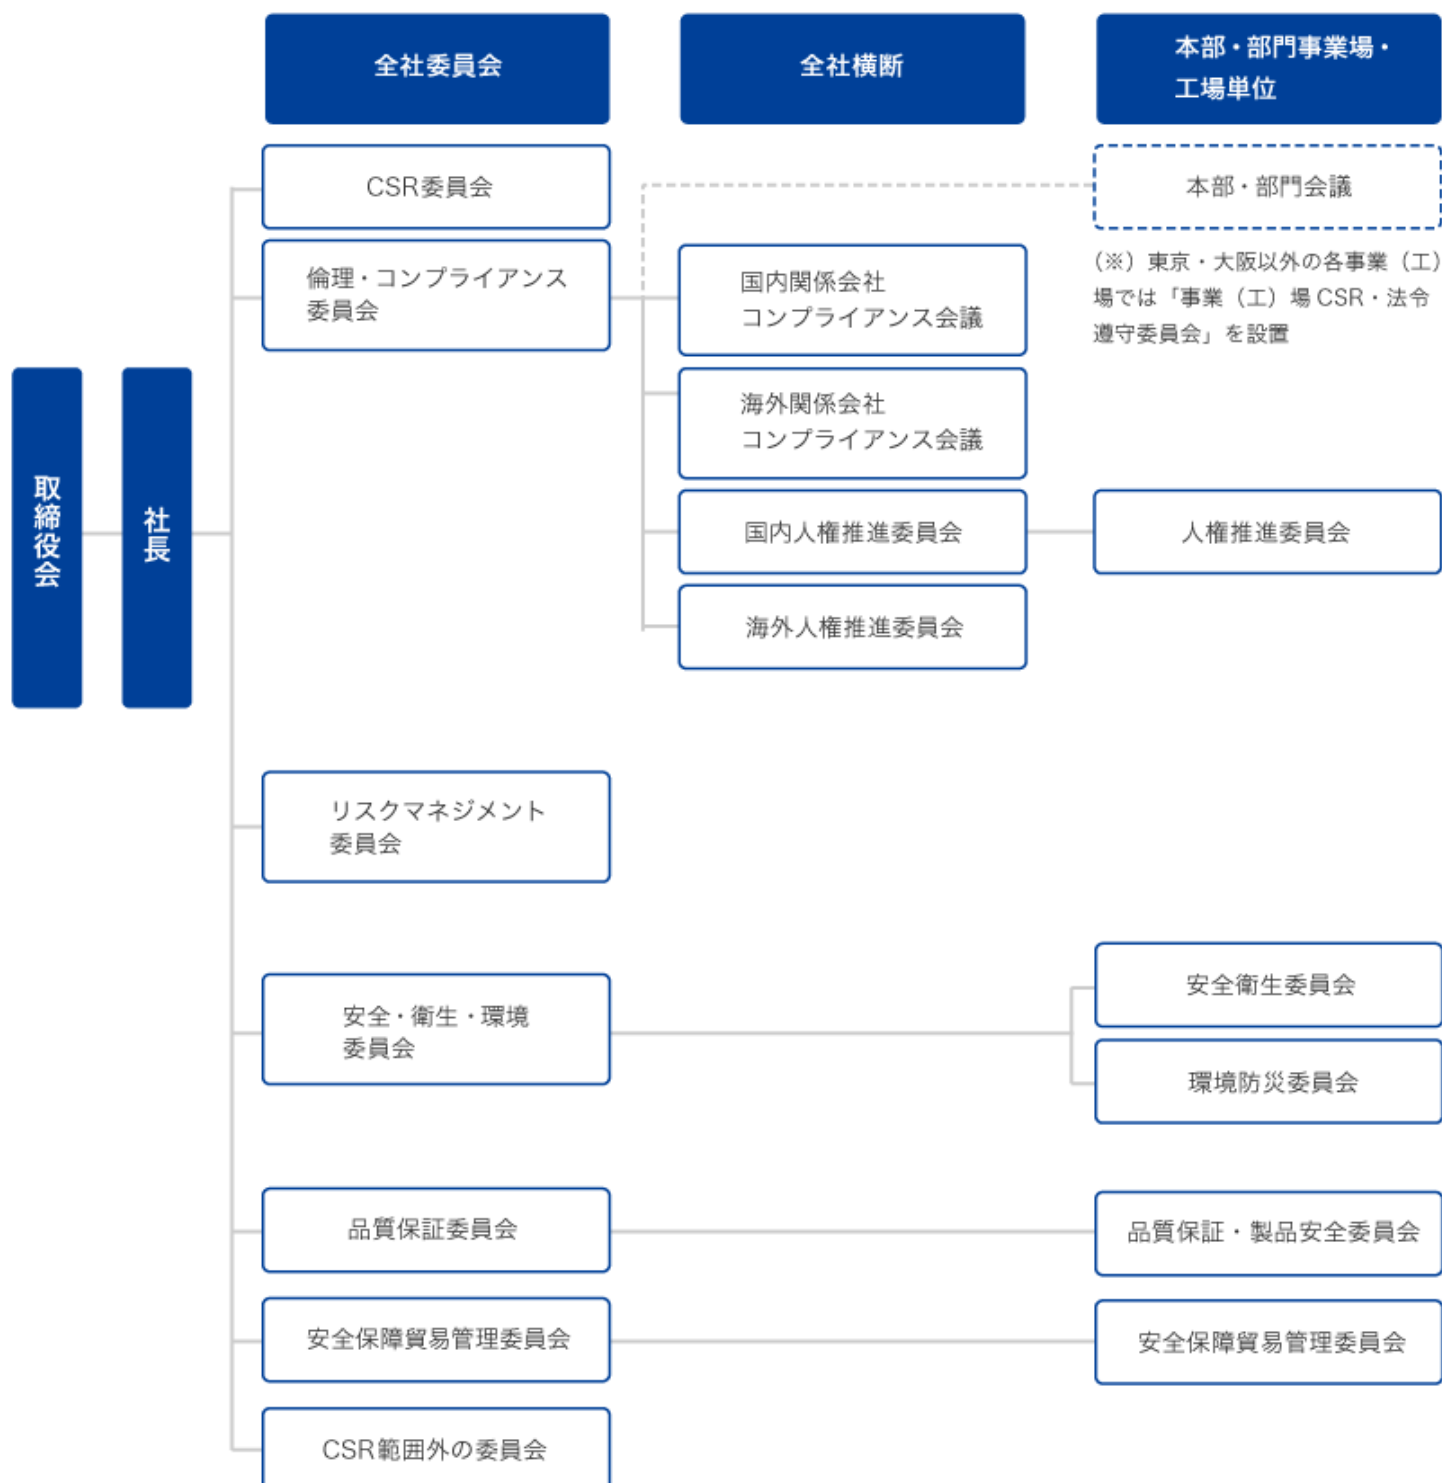 全社委員会
全社横断
本部・部門事業場・
工場単位
CSR委員会
本部・部門会議
倫理・コンプライアンス
委員会
国内関係会社
コンプライアンス会議
(※)東京・大阪以外の各事業(工)
場では「事業(工)場 CSR・法令
遵守委員会」を設置
海外関係会社
コンプライアンス会議
取締役会
社長
国内人権推進委員会
人権推進委員会
海外人権推進委員会
リスクマネジメント
委員会
安全・衛生・環境
委員会
安全衛生委員会
環境防災委員会
品質保証委員会
品質保証・製品安全委員会
安全保障貿易管理委員会
安全保障貿易管理委員会
CSR範囲外の委員会